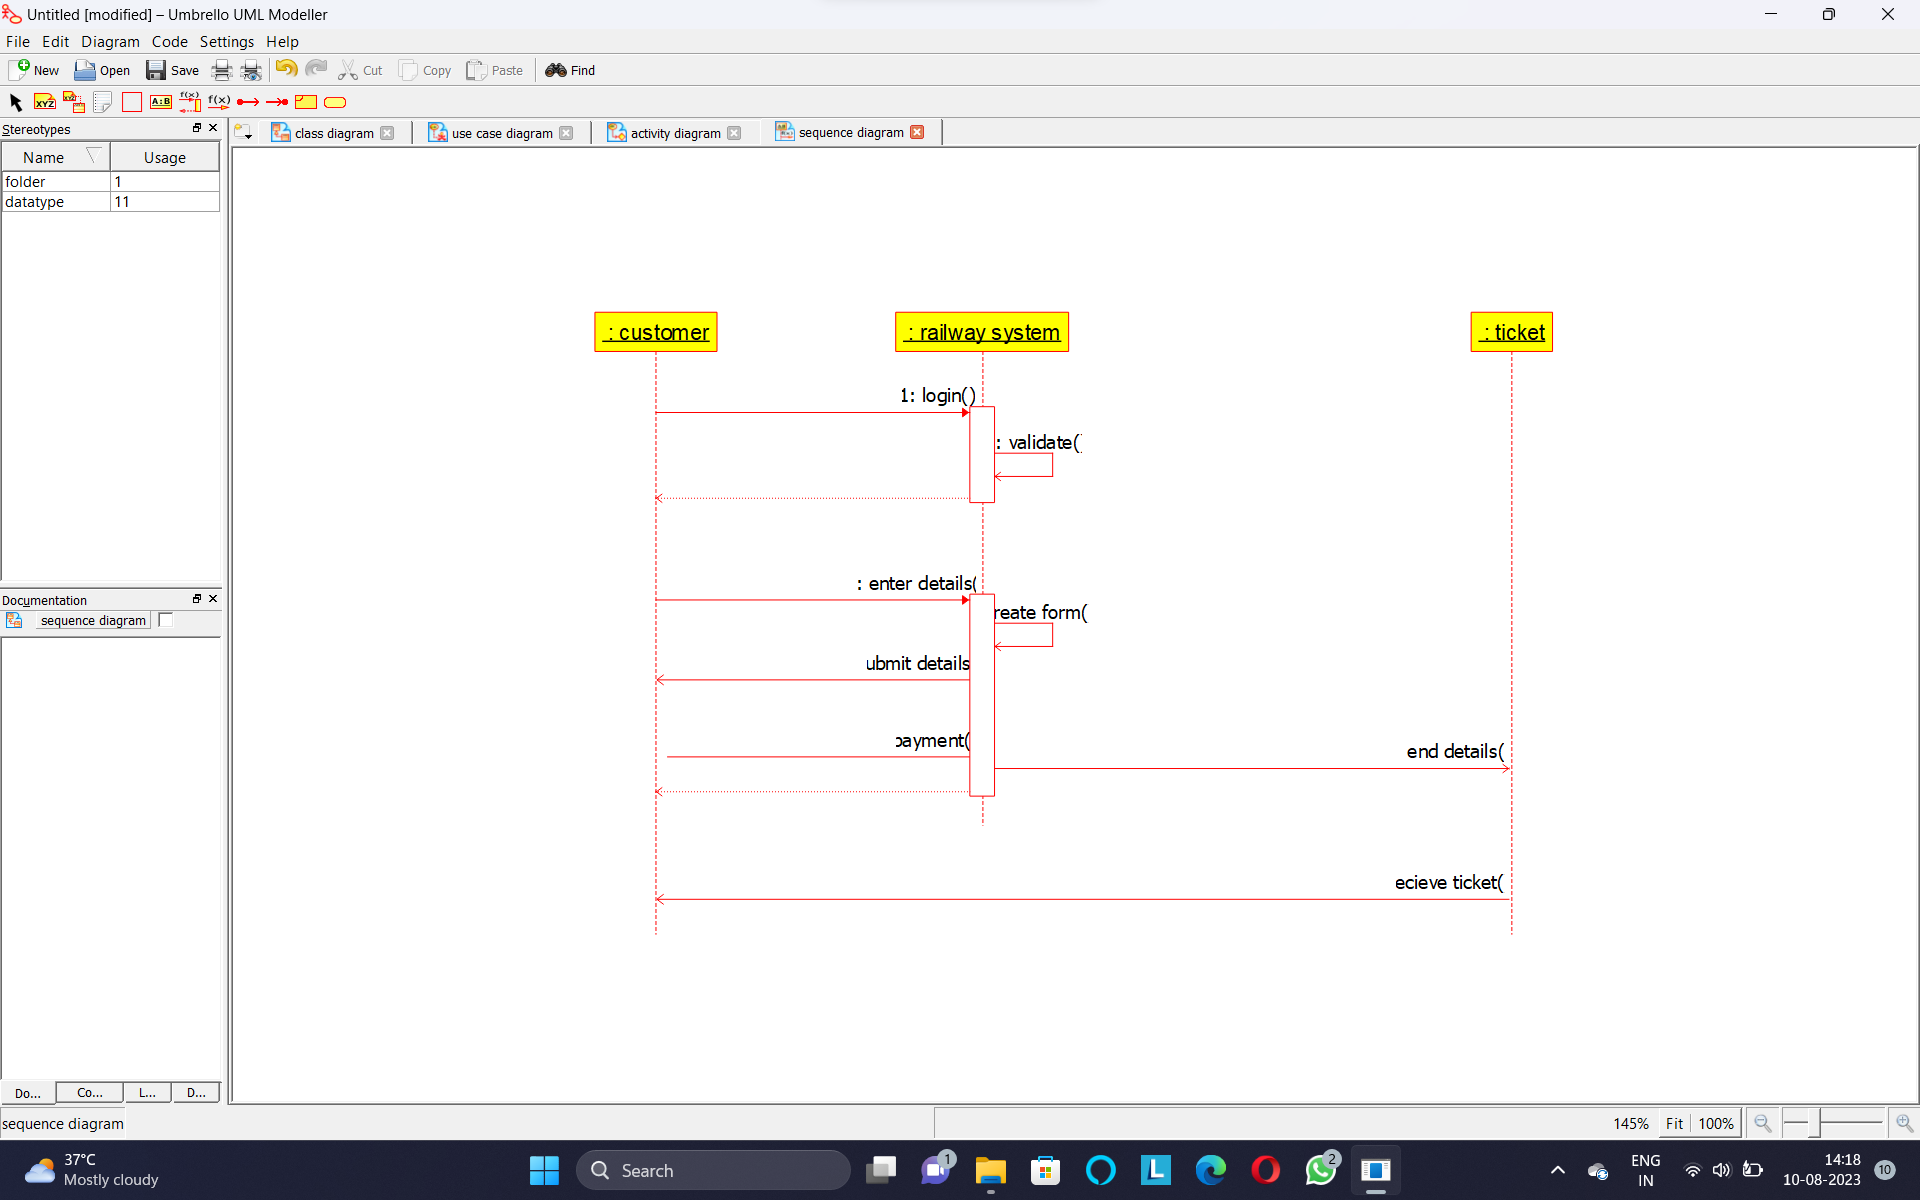 Untitled [modified] – Umbrello UML Modeller
File Edit Diagram Code Settings Help
New Open Save Cut Copy Paste Find
XYZ XYZ A:B f(x) f(x)
Stereotypes
class diagram use case diagram activity diagram sequence diagram
Name Usage
folder 1
datatype 11
: customer : railway system : ticket
1: login()
: validate()
: enter details(
reate form(
ubmit details
payment(
end details(
ecieve ticket(
Documentation
sequence diagram
Do... Co... L... D...
sequence diagram 145% Fit 100%
37°C
Mostly cloudy
Search
1
L
2
ENG
IN
14:18
10-08-2023
10